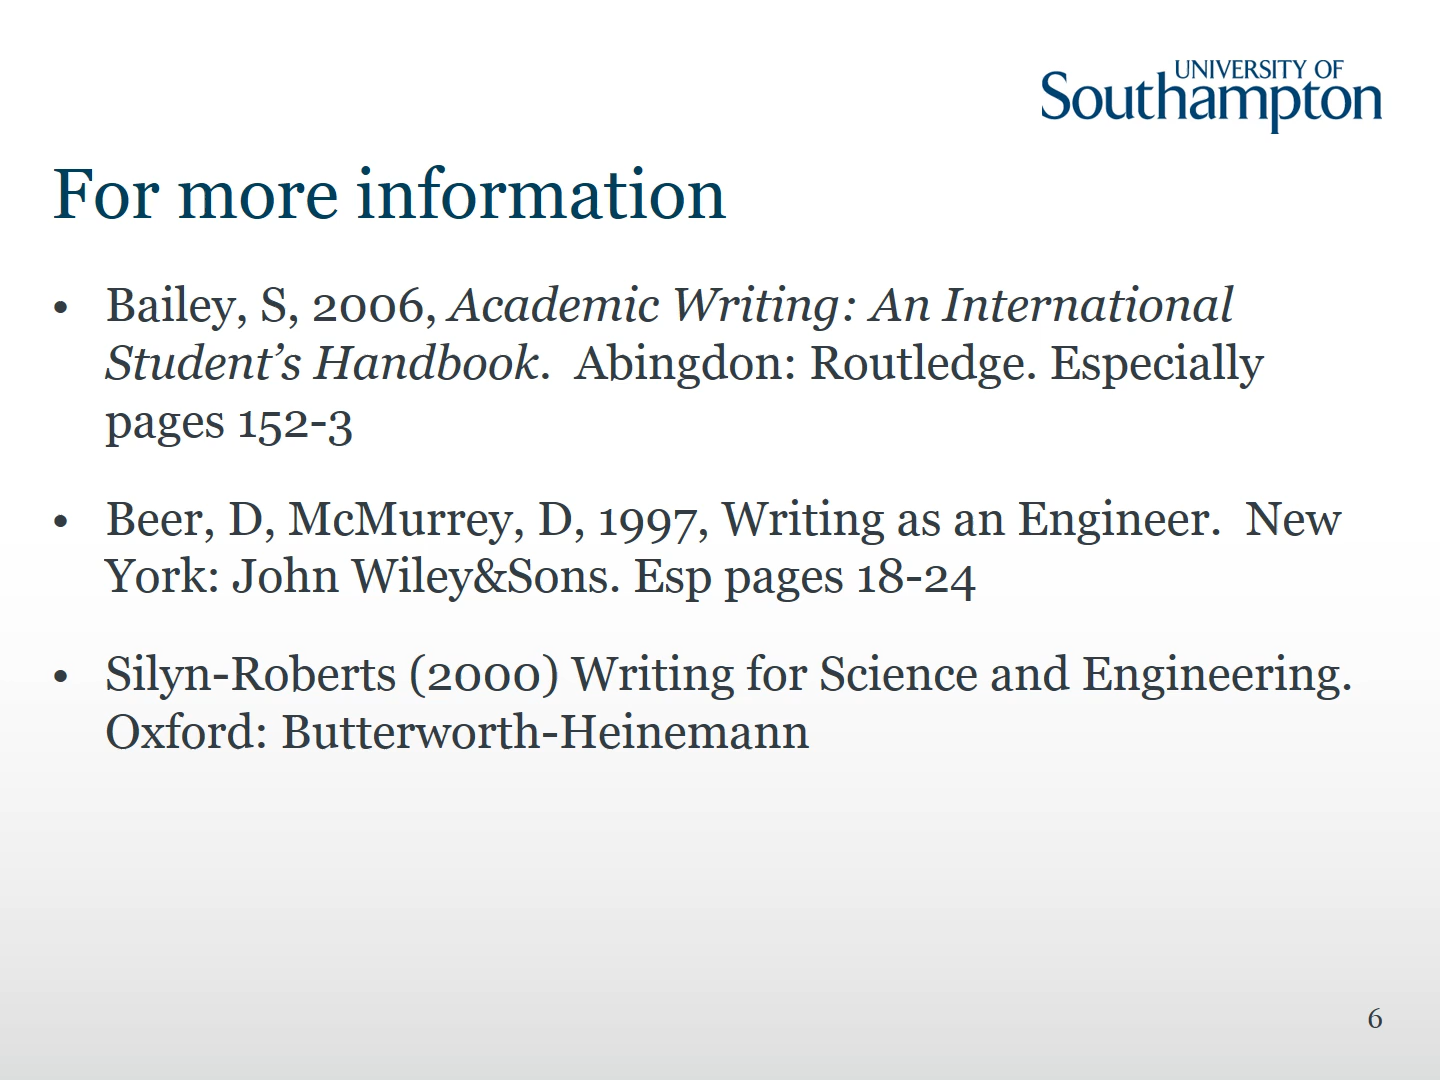 UNIVERSITY OF
Southampton
For more information
• Bailey, S, 2006, Academic Writing: An International
Student’s Handbook.  Abingdon: Routledge. Especially
pages 152-3
• Beer, D, McMurrey, D, 1997, Writing as an Engineer.  New
York: John Wiley&Sons. Esp pages 18-24
• Silyn-Roberts (2000) Writing for Science and Engineering.
Oxford: Butterworth-Heinemann
6